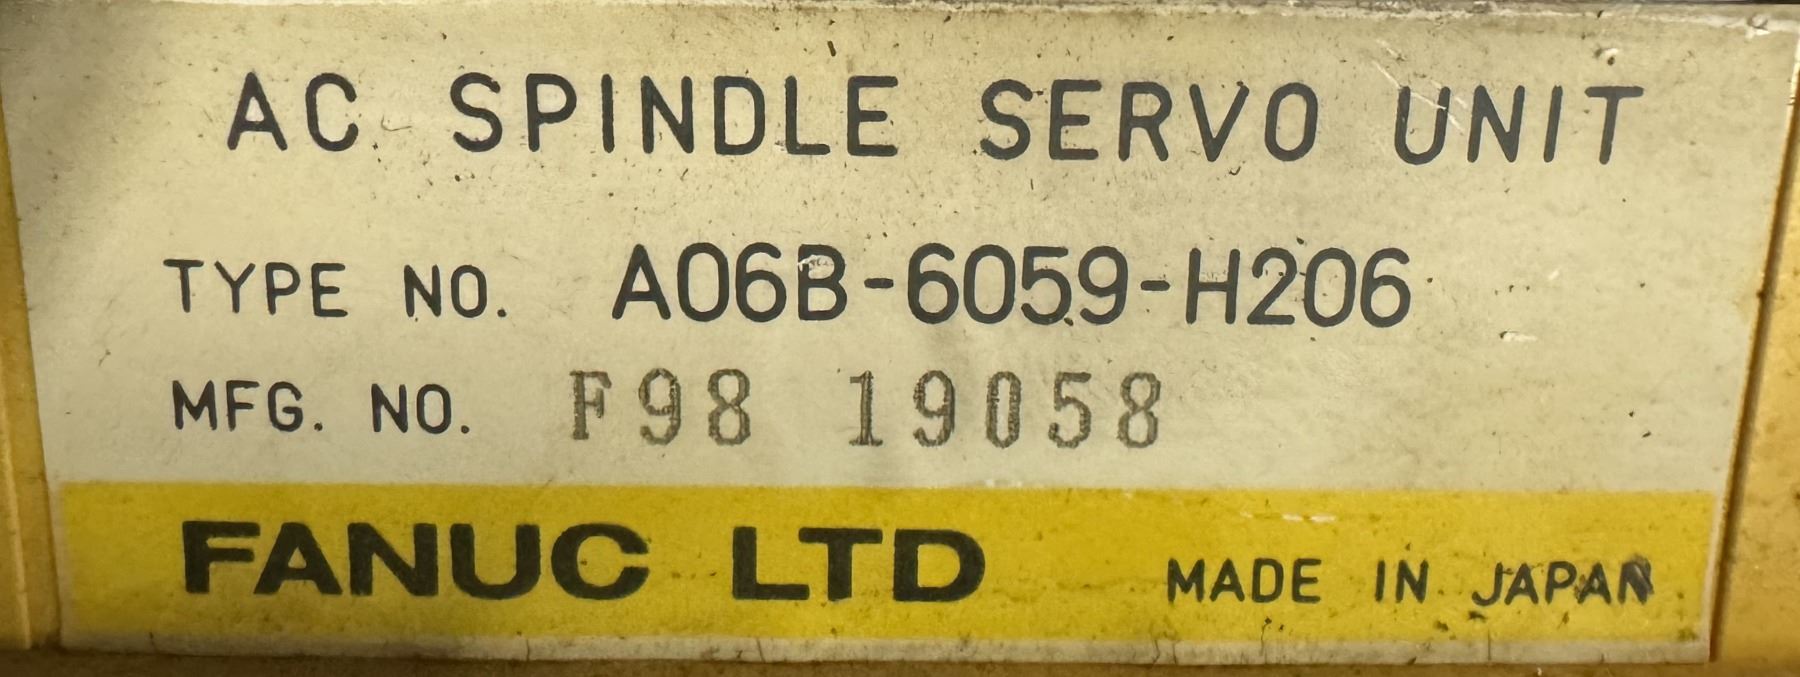 AC SPINDLE SERVO UNIT
TYPE NO. A06B-6059-H206
MFG. NO. F98 19058
FANUC LTD MADE IN JAPAN